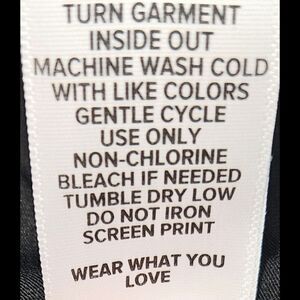 TURN GARMENT
INSIDE OUT
MACHINE WASH COLD
WITH LIKE COLORS
GENTLE CYCLE
USE ONLY
NON-CHLORINE
BLEACH IF NEEDED
TUMBLE DRY LOW
DO NOT IRON
SCREEN PRINT
WEAR WHAT YOU
LOVE